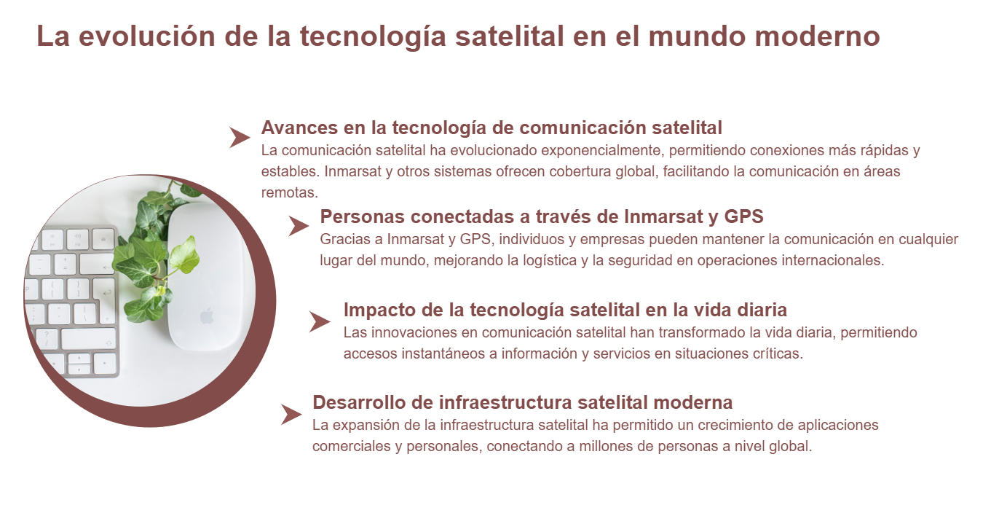 La evolución de la tecnología satelital en el mundo moderno
Avances en la tecnología de comunicación satelital
La comunicación satelital ha evolucionado exponencialmente, permitiendo conexiones más rápidas y
estables. Inmarsat y otros sistemas ofrecen cobertura global, facilitando la comunicación en áreas
remotas.
Personas conectadas a través de Inmarsat y GPS
Gracias a Inmarsat y GPS, individuos y empresas pueden mantener la comunicación en cualquier
lugar del mundo, mejorando la logística y la seguridad en operaciones internacionales.
Impacto de la tecnología satelital en la vida diaria
Las innovaciones en comunicación satelital han transformado la vida diaria, permitiendo
accesos instantáneos a información y servicios en situaciones críticas.
Desarrollo de infraestructura satelital moderna
La expansión de la infraestructura satelital ha permitido un crecimiento de aplicaciones
comerciales y personales, conectando a millones de personas a nivel global.